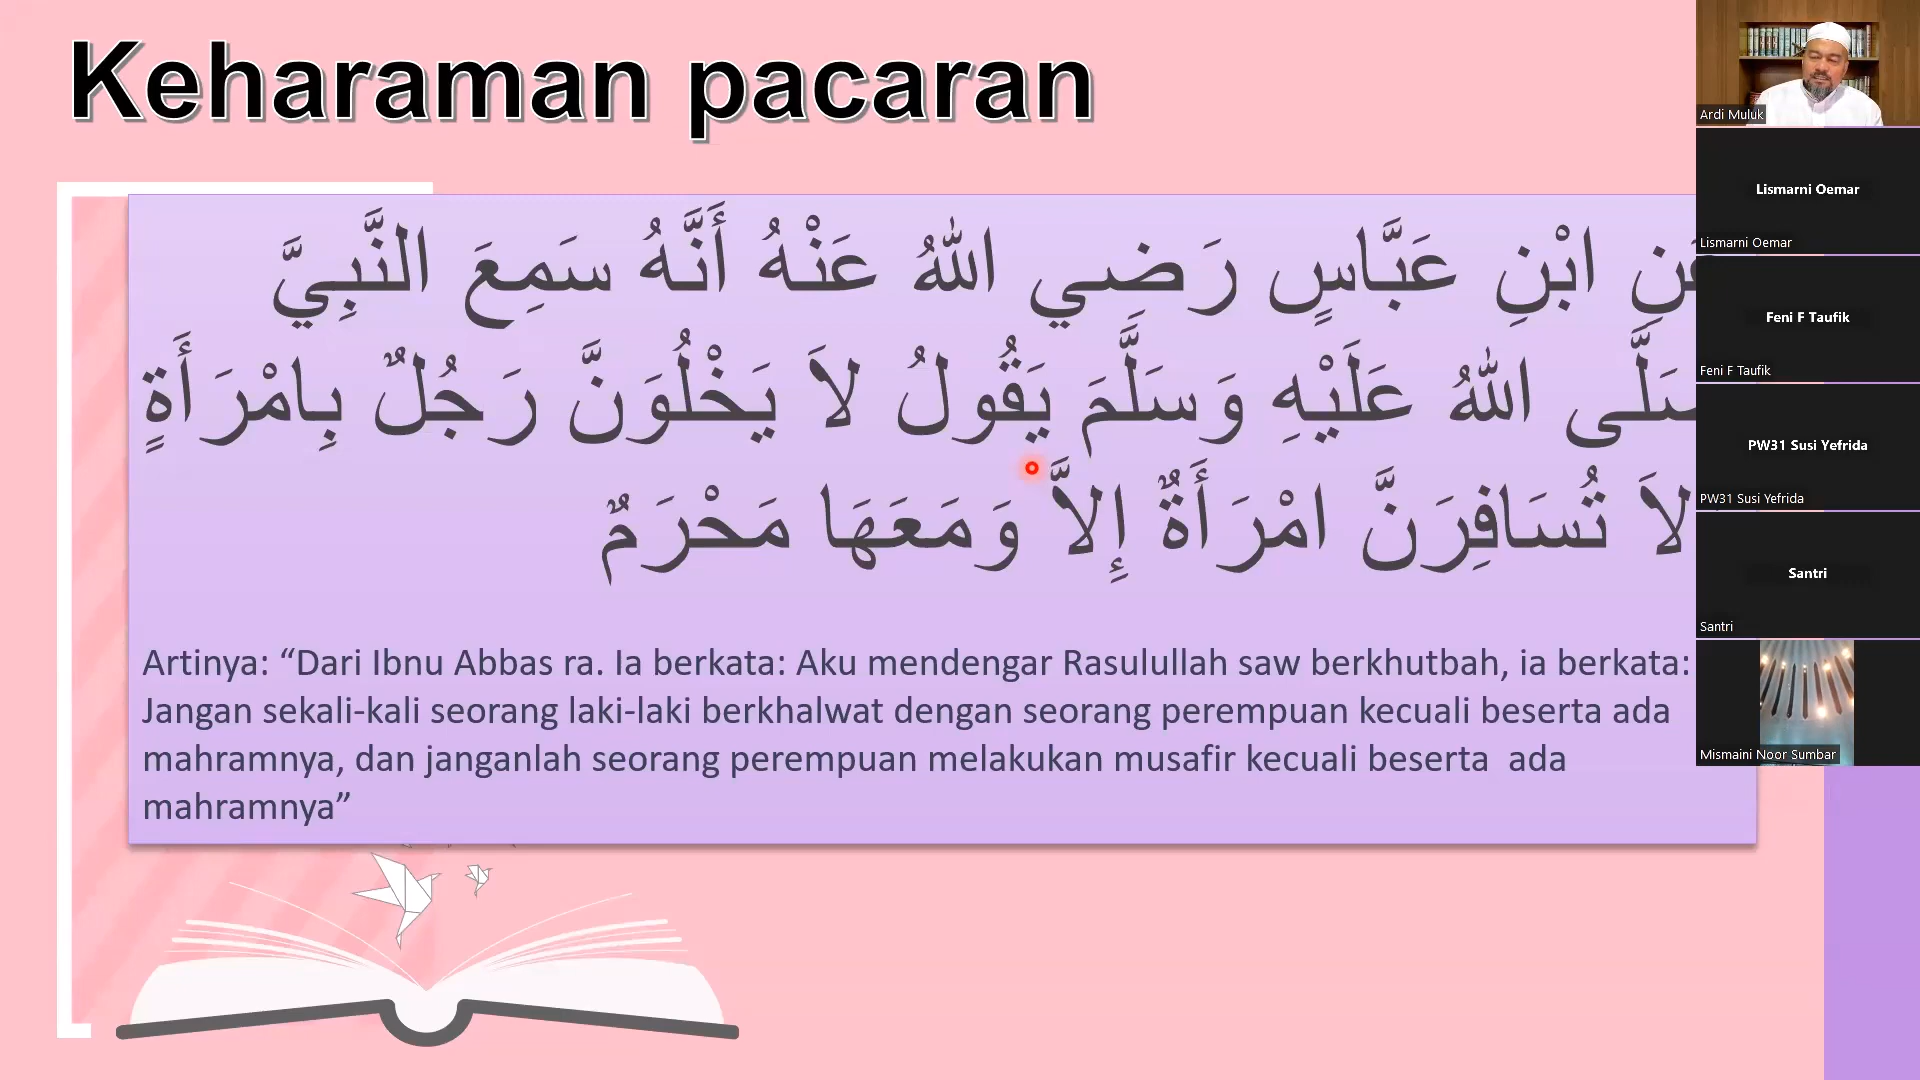 Keharaman pacaran
ابْنِ عَبَّاسٍ رَضِي اللهُ عَنْهُ أَنَّهُ سَمِعَ النَّبِيَّ
اللهُ عَلَيْهِ وَسَلَّمَ يَقُولُ لاَ يَخْلُوَنَّ رَجُلٌ بِامْرَأَةٍ
لاَ تُسَافِرَنَّ امْرَأَةٌ إِلاَّ وَمَعَهَا مَحْرَمٌ
Artinya: “Dari Ibnu Abbas ra. Ia berkata: Aku mendengar Rasulullah saw berkhutbah, ia berkata:
Jangan sekali-kali seorang laki-laki berkhalwat dengan seorang perempuan kecuali beserta ada
mahramnya, dan janganlah seorang perempuan melakukan musafir kecuali beserta ada
mahramnya”
Ardi Muluk
Lismarni Oemar
Lismarni Oemar
Feni F Taufik
Feni F Taufik
PW31 Susi Yefrida
PW31 Susi Yefrida
Santri
Santri
Mismaini Noor Sumbar